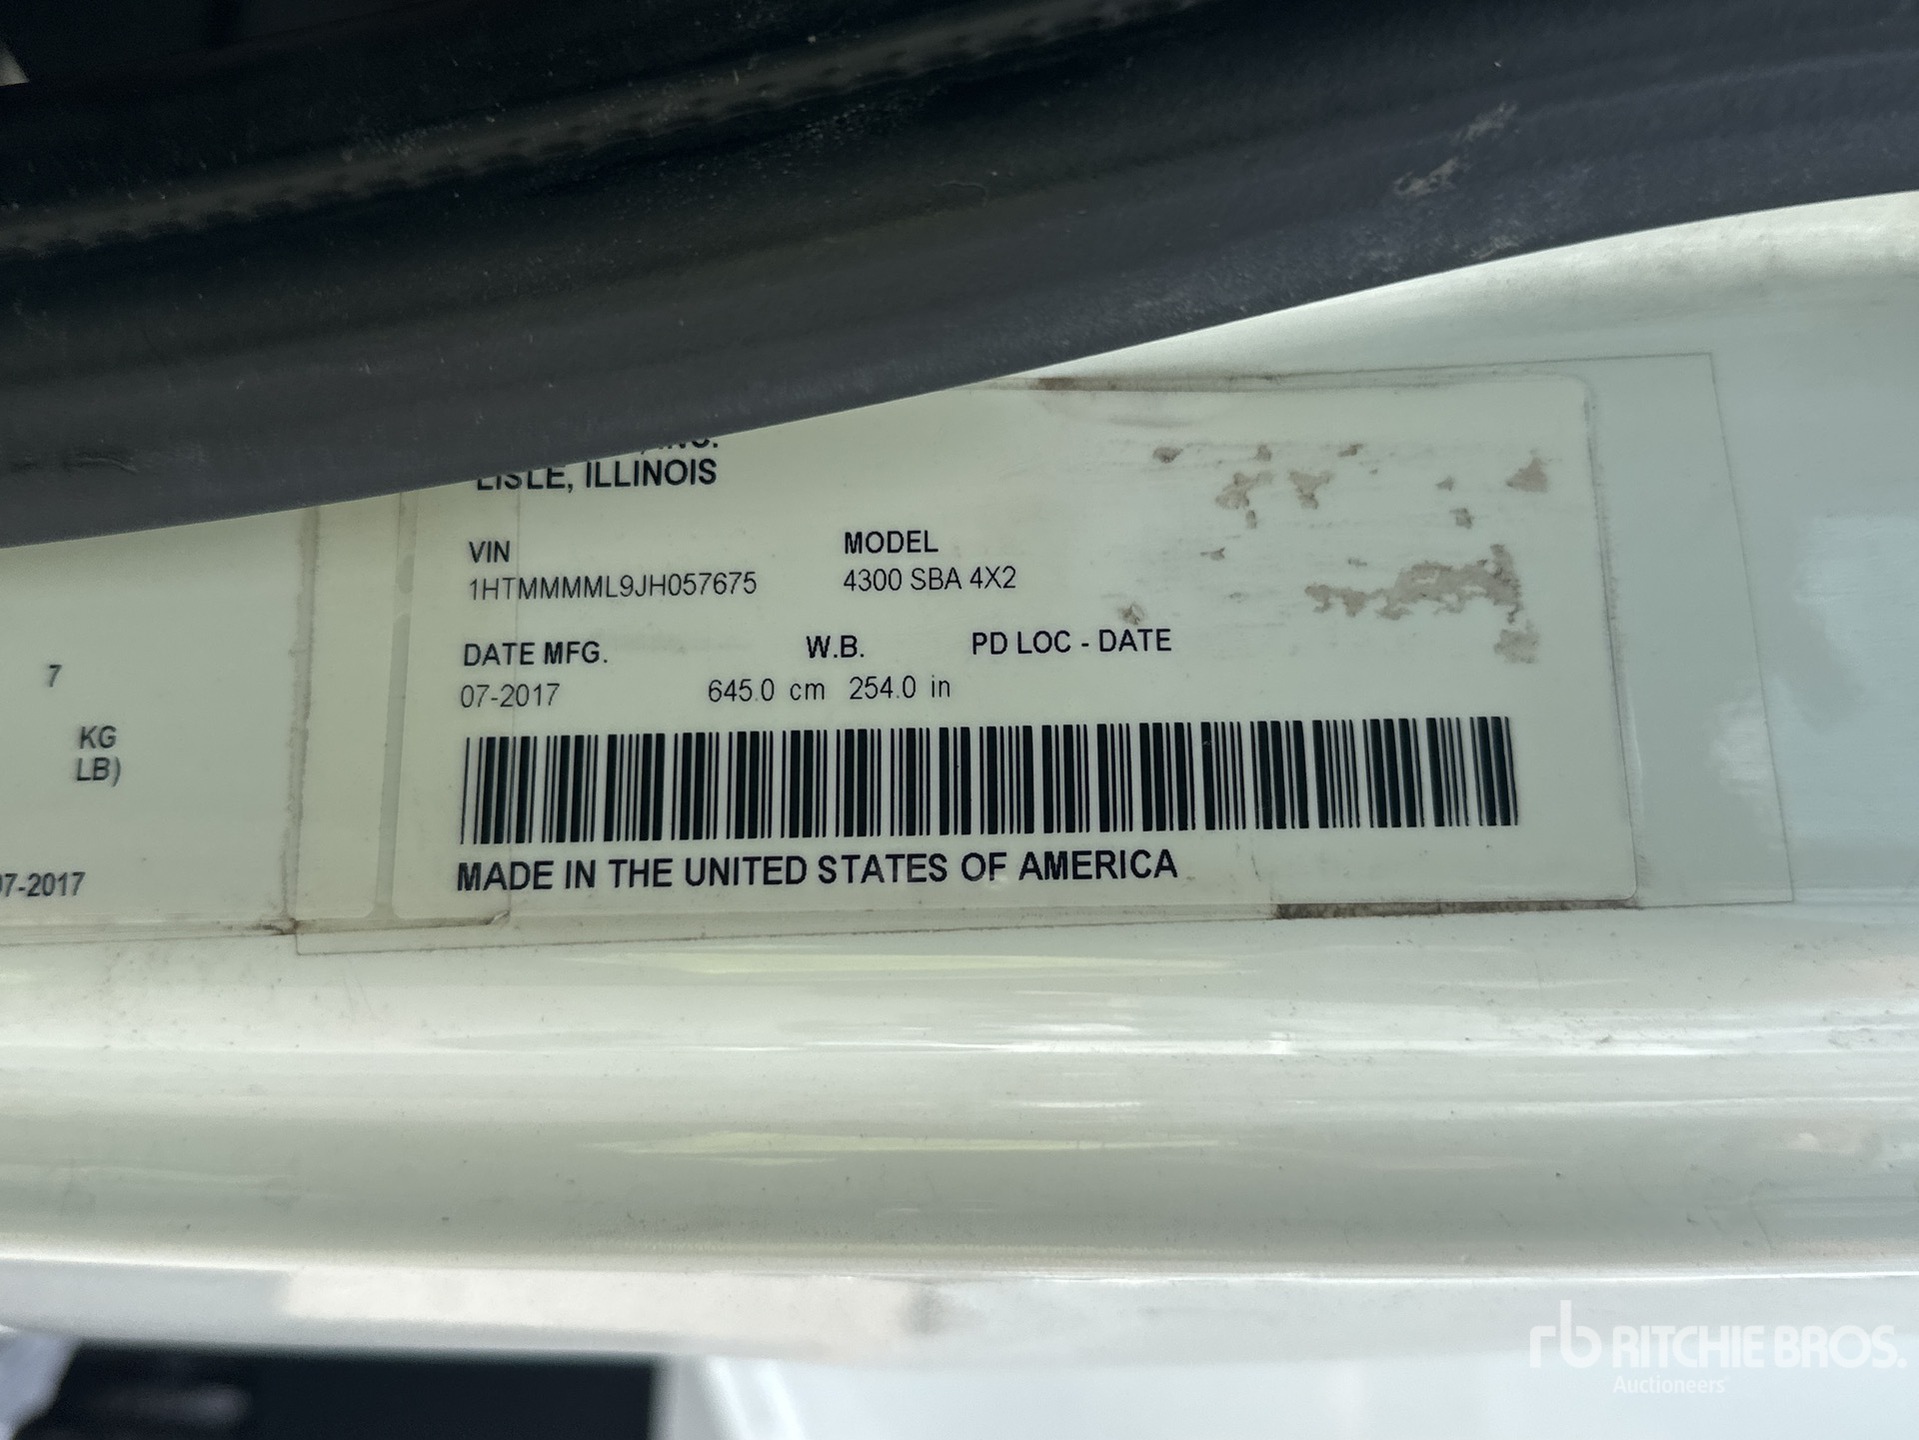 LISLE, ILLINOIS
VIN MODEL
1HTMMMML9JH057675 4300 SBA 4X2
DATE MFG. W.B. PD LOC - DATE
07-2017 645.0 cm 254.0 in
MADE IN THE UNITED STATES OF AMERICA
7
KG
LB)
07-2017
rb RITCHIE BROS.
Auctioneers